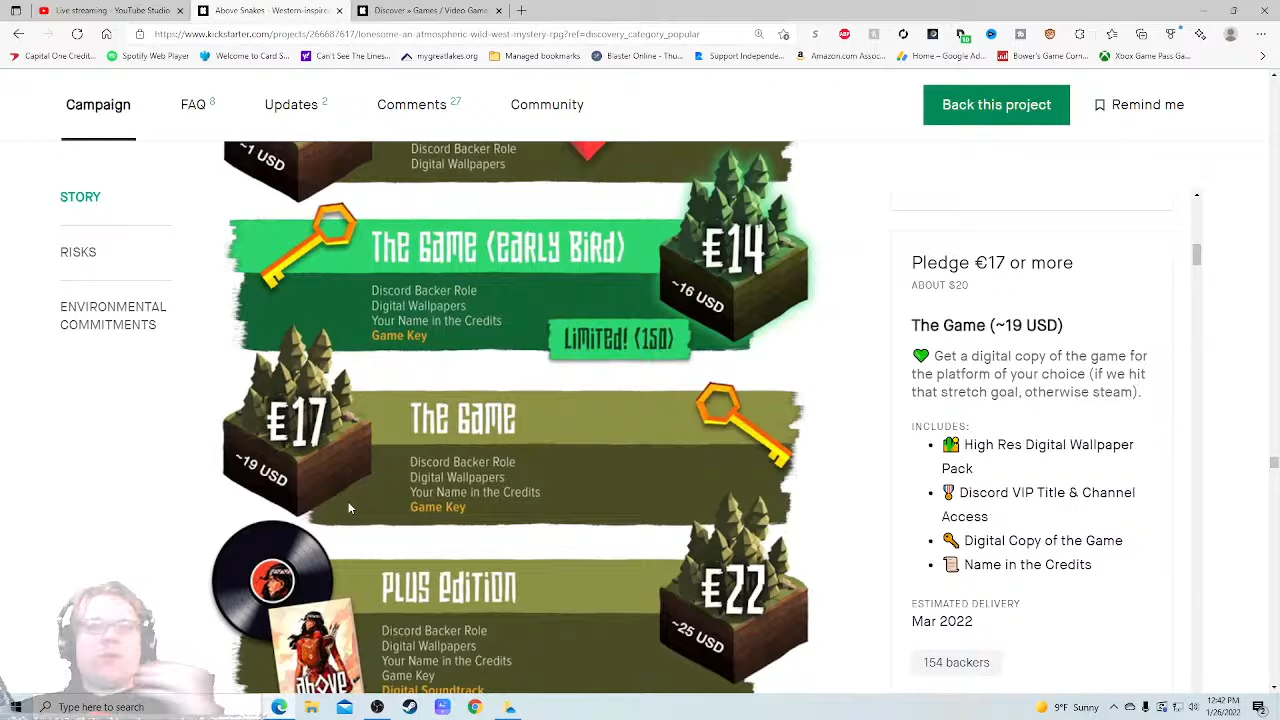 Live streaming - YouTube Studio
Above Snakes - Western-inspire
Discover » Games / Video Game
https://www.kickstarter.com/projects/266687617/lonesome-an-atmospheric-wild-west-mystery-rpg?ref=discovery_category_popular
Capital One Credit...
Spotify Web Player
Welcome to Card...
Can't See The Lines...
mygreatlakes.org
Managed bookmarks
Blaster Online - Thu...
Support Independe...
Amazon.com Assoc...
Home – Google Ad...
Bower's Game Corn...
Xbox Game Pass Ga...
Campaign
FAQ 8
Updates 2
Comments 27
Community
Back this project
Remind me
STORY
RISKS
ENVIRONMENTAL
COMMITMENTS
~1 USD
Discord Backer Role
Digital Wallpapers
The Game (Early Bird)
€14
~16 USD
Discord Backer Role
Digital Wallpapers
Your Name in the Credits
Game Key
Limited! (150)
€17
~19 USD
The Game
Discord Backer Role
Digital Wallpapers
Your Name in the Credits
Game Key
Plus Edition
€22
~25 USD
Discord Backer Role
Digital Wallpapers
Your Name in the Credits
Game Key
Digital Soundtrack
above
Pledge €17 or more
ABOUT $20
The Game (~19 USD)
💚 Get a digital copy of the game for
the platform of your choice (if we hit
that stretch goal, otherwise steam).
INCLUDES:
• High Res Digital Wallpaper
Pack
• Discord VIP Title & Channel
Access
• Digital Copy of the Game
• Name in the Credits
ESTIMATED DELIVERY
Mar 2022
154 backers
Type here to search
9°F Sunny
12:42 PM
1/26/2022